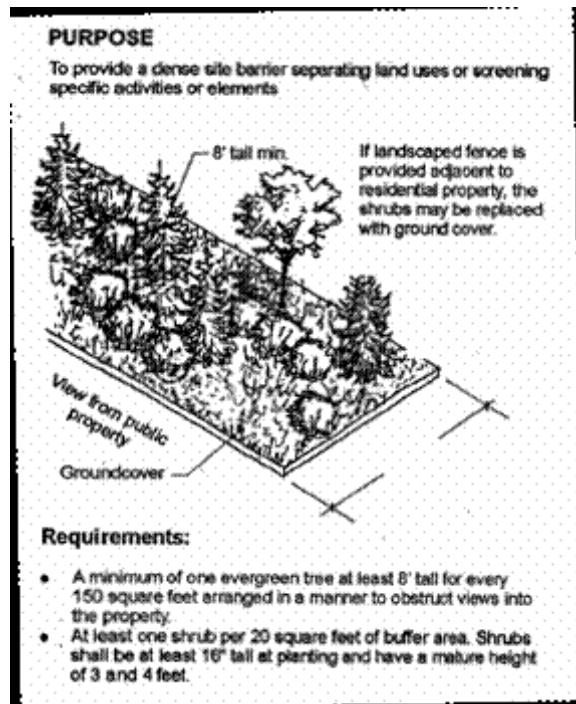 PURPOSE
To provide a dense site barrier separating land uses or screening
specific activities or elements
8' tall min.
If landscaped fence is
provided adjacent to
residential property, the
shrubs may be replaced
with ground cover.
View from public
property
Groundcover
Requirements:
• A minimum of one evergreen tree at least 8' tall for every
150 square feet arranged in a manner to obstruct views into
the property.
• At least one shrub per 20 square feet of buffer area. Shrubs
shall be at least 16" tall at planting and have a mature height
of 3 and 4 feet.